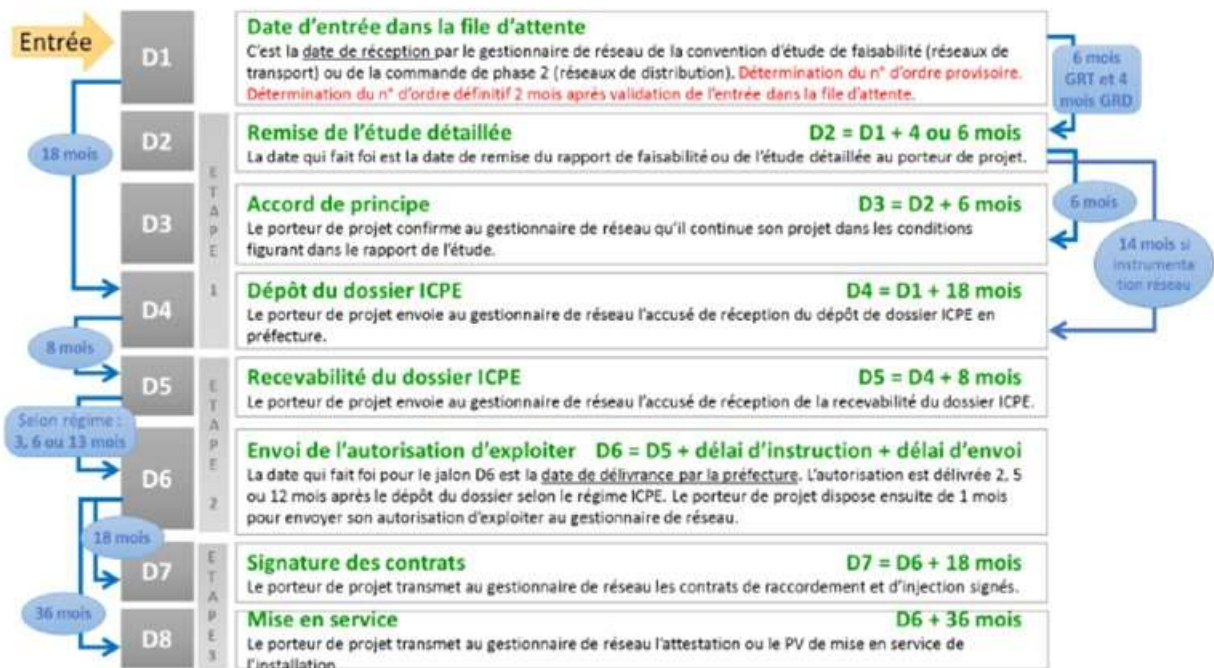 Entrée
D1
Date d'entrée dans la file d'attente
C'est la date de réception par le gestionnaire de réseau de la convention d'étude de faisabilité (réseaux de
transport) ou de la commande de phase 2 (réseaux de distribution). Détermination du n° d'ordre provisoire.
Détermination du n° d'ordre définitif 2 mois après validation de l'entrée dans la file d'attente.
6 mois
GRT et 4
mois GRD
18 mois
ETAPE 1
D2
Remise de l'étude détaillée D2 = D1 + 4 ou 6 mois
La date qui fait foi est la date de remise du rapport de faisabilité ou de l'étude détaillée au porteur de projet.
6 mois
D3
Accord de principe D3 = D2 + 6 mois
Le porteur de projet confirme au gestionnaire de réseau qu'il continue son projet dans les conditions
figurant dans le rapport de l'étude.
14 mois si
instrumenta
tion réseau
D4
Dépôt du dossier ICPE D4 = D1 + 18 mois
Le porteur de projet envoie au gestionnaire de réseau l'accusé de réception du dépôt de dossier ICPE en
préfecture.
8 mois
ETAPE 2
D5
Recevabilité du dossier ICPE D5 = D4 + 8 mois
Le porteur de projet envoie au gestionnaire de réseau l'accusé de réception de la recevabilité du dossier ICPE.
Selon régime :
3, 6 ou 13 mois
D6
Envoi de l'autorisation d'exploiter D6 = D5 + délai d'instruction + délai d'envoi
La date qui fait foi pour le jalon D6 est la date de délivrance par la préfecture. L'autorisation est délivrée 2, 5
ou 12 mois après le dépôt du dossier selon le régime ICPE. Le porteur de projet dispose ensuite de 1 mois
pour envoyer son autorisation d'exploiter au gestionnaire de réseau.
18 mois
ETAPE 3
D7
Signature des contrats D7 = D6 + 18 mois
Le porteur de projet transmet au gestionnaire de réseau les contrats de raccordement et d'injection signés.
36 mois
D8
Mise en service D6 + 36 mois
Le porteur de projet transmet au gestionnaire de réseau l'attestation ou le PV de mise en service de
l'installation